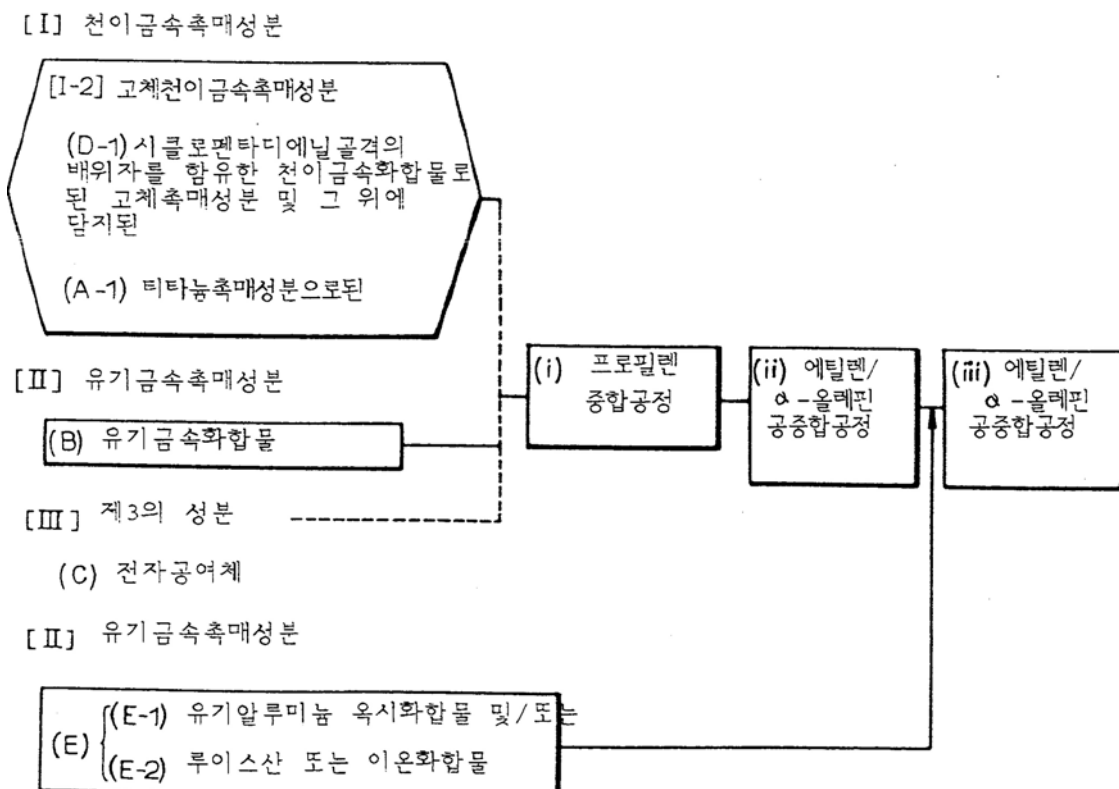 [I] 천이금속촉매성분
[I-2] 고체천이금속촉매성분
(D-1) 시클로펜타디에닐골격의
배위자를 함유한 천이금속화합물로
된 고체촉매성분 및 그 위에
담지된
(A-1) 티타늄촉매성분으로된
[II] 유기금속촉매성분
(B) 유기금속화합물
[III] 제3의 성분
(C) 전자공여체
(i) 프로필렌
중합공정
(ii) 에틸렌/
α-올레핀
공중합공정
(iii) 에틸렌/
α-올레핀
공중합공정
[II] 유기금속촉매성분
(E)
(E-1) 유기알루미늄 옥시화합물 및/또는
(E-2) 루이스산 또는 이온화합물